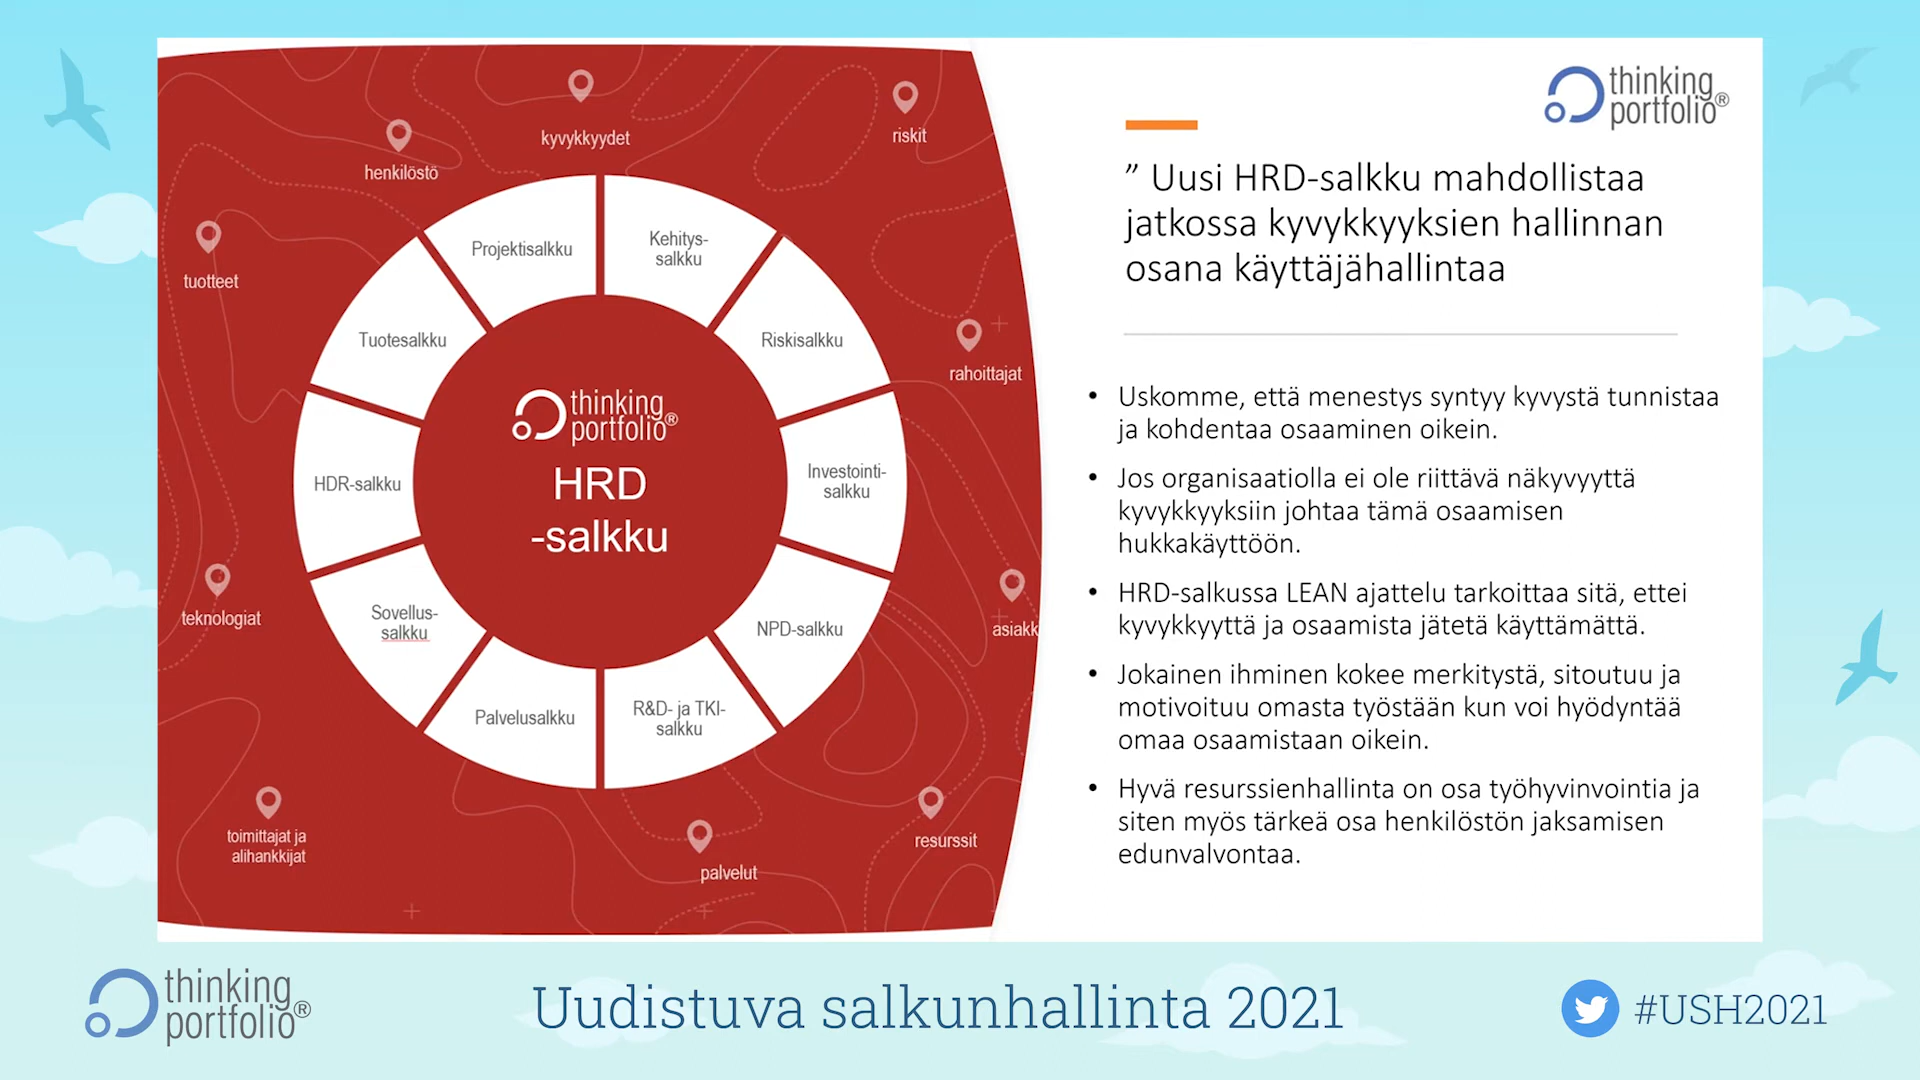 kyvykkyydet
riskit
henkilöstö
tuotteet
rahoittajat
teknologiat
asiakk
toimittajat ja
alihankkijat
palvelut
resurssit
Projektisalkku
Kehitys-
salkku
Tuotesalkku
Riskisalkku
HDR-salkku
Investointi-
salkku
Sovellus-
salkku
NPD-salkku
Palvelusalkku
R&D- ja TKI-
salkku
thinking
portfolio®
HRD
-salkku
thinking
portfolio®
” Uusi HRD-salkku mahdollistaa
jatkossa kyvykkyyksien hallinnan
osana käyttäjähallintaa
• Uskomme, että menestys syntyy kyvystä tunnistaa
ja kohdentaa osaaminen oikein.
• Jos organisaatiolla ei ole riittävä näkyvyyttä
kyvykkyyksiin johtaa tämä osaamisen
hukkakäyttöön.
• HRD-salkussa LEAN ajattelu tarkoittaa sitä, ettei
kyvykkyyttä ja osaamista jätetä käyttämättä.
• Jokainen ihminen kokee merkitystä, sitoutuu ja
motivoituu omasta työstään kun voi hyödyntää
omaa osaamistaan oikein.
• Hyvä resurssienhallinta on osa työhyvinvointia ja
siten myös tärkeä osa henkilöstön jaksamisen
edunvalvontaa.
thinking
portfolio®
Uudistuva salkunhallinta 2021
#USH2021